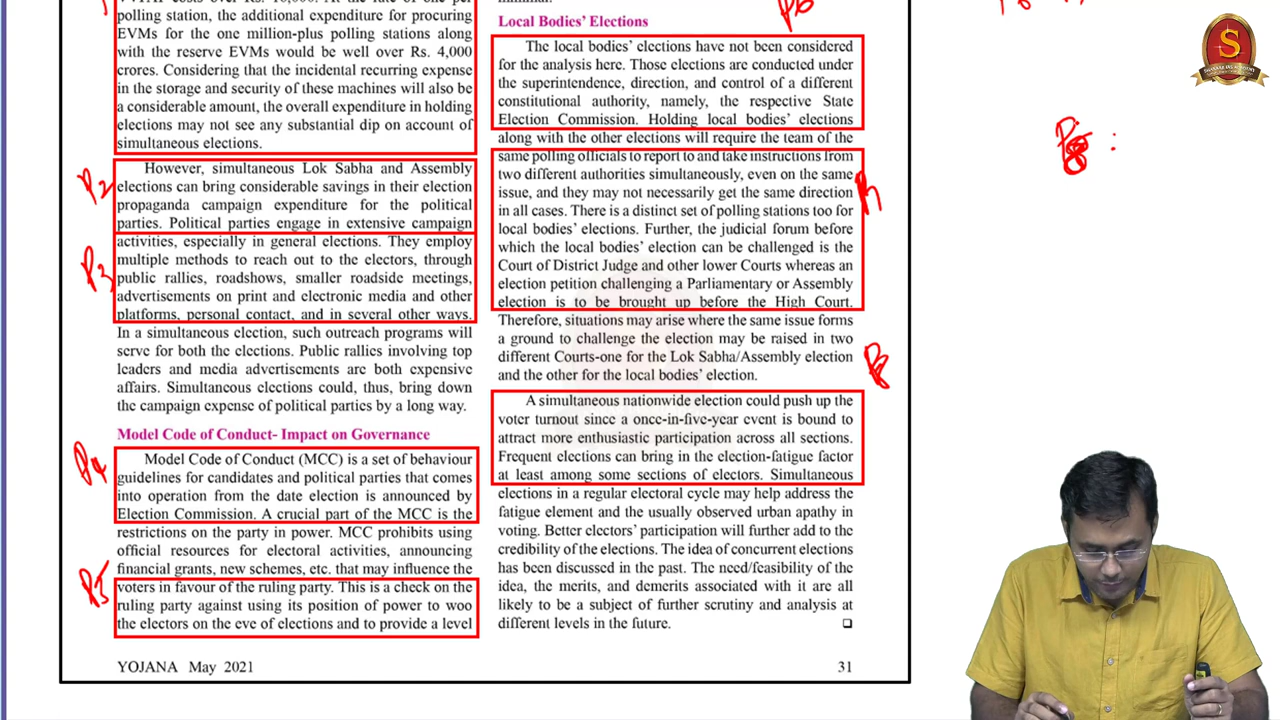 VVPAT costs over Rs. 16,000. At the rate of one per
polling station, the additional expenditure for procuring
EVMs for the one million-plus polling stations along
with the reserve EVMs would be well over Rs. 4,000
crores. Considering that the incidental recurring expense
in the storage and security of these machines will also be
a considerable amount, the overall expenditure in holding
elections may not see any substantial dip on account of
simultaneous elections.
P2
However, simultaneous Lok Sabha and Assembly
elections can bring considerable savings in their election
propaganda campaign expenditure for the political
parties. Political parties engage in extensive campaign
P3
activities, especially in general elections. They employ
multiple methods to reach out to the electors, through
public rallies, roadshows, smaller roadside meetings,
advertisements on print and electronic media and other
platforms, personal contact, and in several other ways.
In a simultaneous election, such outreach programs will
serve for both the elections. Public rallies involving top
leaders and media advertisements are both expensive
affairs. Simultaneous elections could, thus, bring down
the campaign expense of political parties by a long way.
Model Code of Conduct- Impact on Governance
P4
Model Code of Conduct (MCC) is a set of behaviour
guidelines for candidates and political parties that comes
into operation from the date election is announced by
Election Commission. A crucial part of the MCC is the
restrictions on the party in power. MCC prohibits using
official resources for electoral activities, announcing
financial grants, new schemes, etc. that may influence the
P5
voters in favour of the ruling party. This is a check on the
ruling party against using its position of power to woo
the electors on the eve of elections and to provide a level
minimal.
P6
Local Bodies' Elections
The local bodies' elections have not been considered
for the analysis here. Those elections are conducted under
the superintendence, direction, and control of a different
constitutional authority, namely, the respective State
Election Commission. Holding local bodies' elections
along with the other elections will require the team of the
same polling officials to report to and take instructions from
two different authorities simultaneously, even on the same
issue, and they may not necessarily get the same direction
in all cases. There is a distinct set of polling stations too for
local bodies' elections. Further, the judicial forum before
which the local bodies' election can be challenged is the
Court of District Judge and other lower Courts whereas an
election petition challenging a Parliamentary or Assembly
election is to be brought up before the High Court.
P7
Therefore, situations may arise where the same issue forms
a ground to challenge the election may be raised in two
different Courts-one for the Lok Sabha/Assembly election
and the other for the local bodies' election.
A simultaneous nationwide election could push up the
voter turnout since a once-in-five-year event is bound to
attract more enthusiastic participation across all sections.
Frequent elections can bring in the election-fatigue factor
at least among some sections of electors. Simultaneous
elections in a regular electoral cycle may help address the
fatigue element and the usually observed urban apathy in
voting. Better electors' participation will further add to the
credibility of the elections. The idea of concurrent elections
has been discussed in the past. The need/feasibility of the
idea, the merits, and demerits associated with it are all
likely to be a subject of further scrutiny and analysis at
different levels in the future.
YOJANA May 2021
31
S